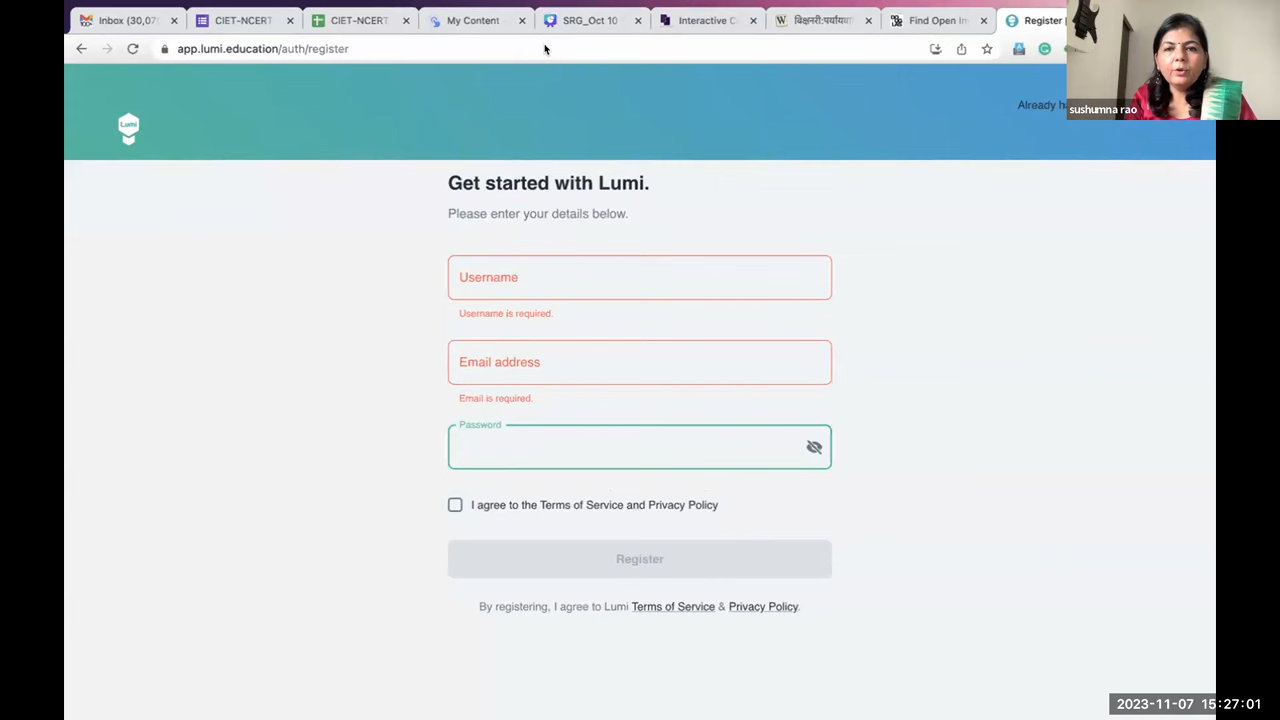 Inbox (30,07
CIET-NCERT
CIET-NCERT
My Content
SRG_Oct 10
Interactive C
विक्षनरी:पर्यायवा
Find Open Im
Register
app.lumi.education/auth/register
sushumna rao
Already ha
Lumi
Get started with Lumi.
Please enter your details below.
Username
Username is required.
Email address
Email is required.
Password
I agree to the Terms of Service and Privacy Policy
Register
By registering, I agree to Lumi Terms of Service & Privacy Policy.
2023-11-07 15:27:01